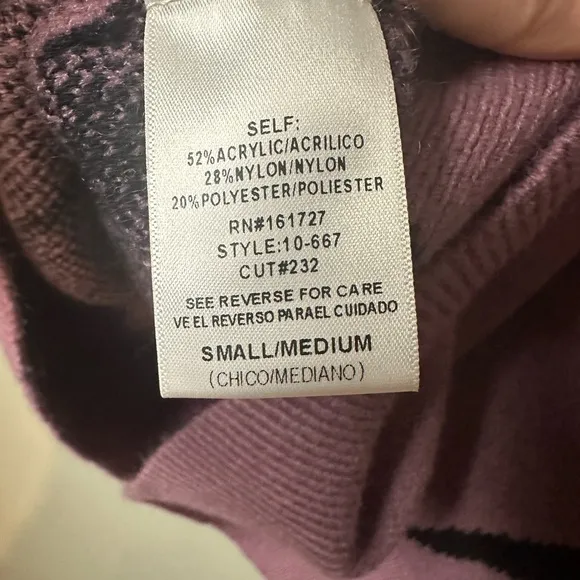 SELF:
52%ACRYLIC/ACRILICO
28%NYLON/NYLON
20%POLYESTER/POLIESTER
RN#161727
STYLE:10-667
CUT#232
SEE REVERSE FOR CARE
VE EL REVERSO PARAEL CUIDADO
SMALL/MEDIUM
(CHICO/MEDIANO)